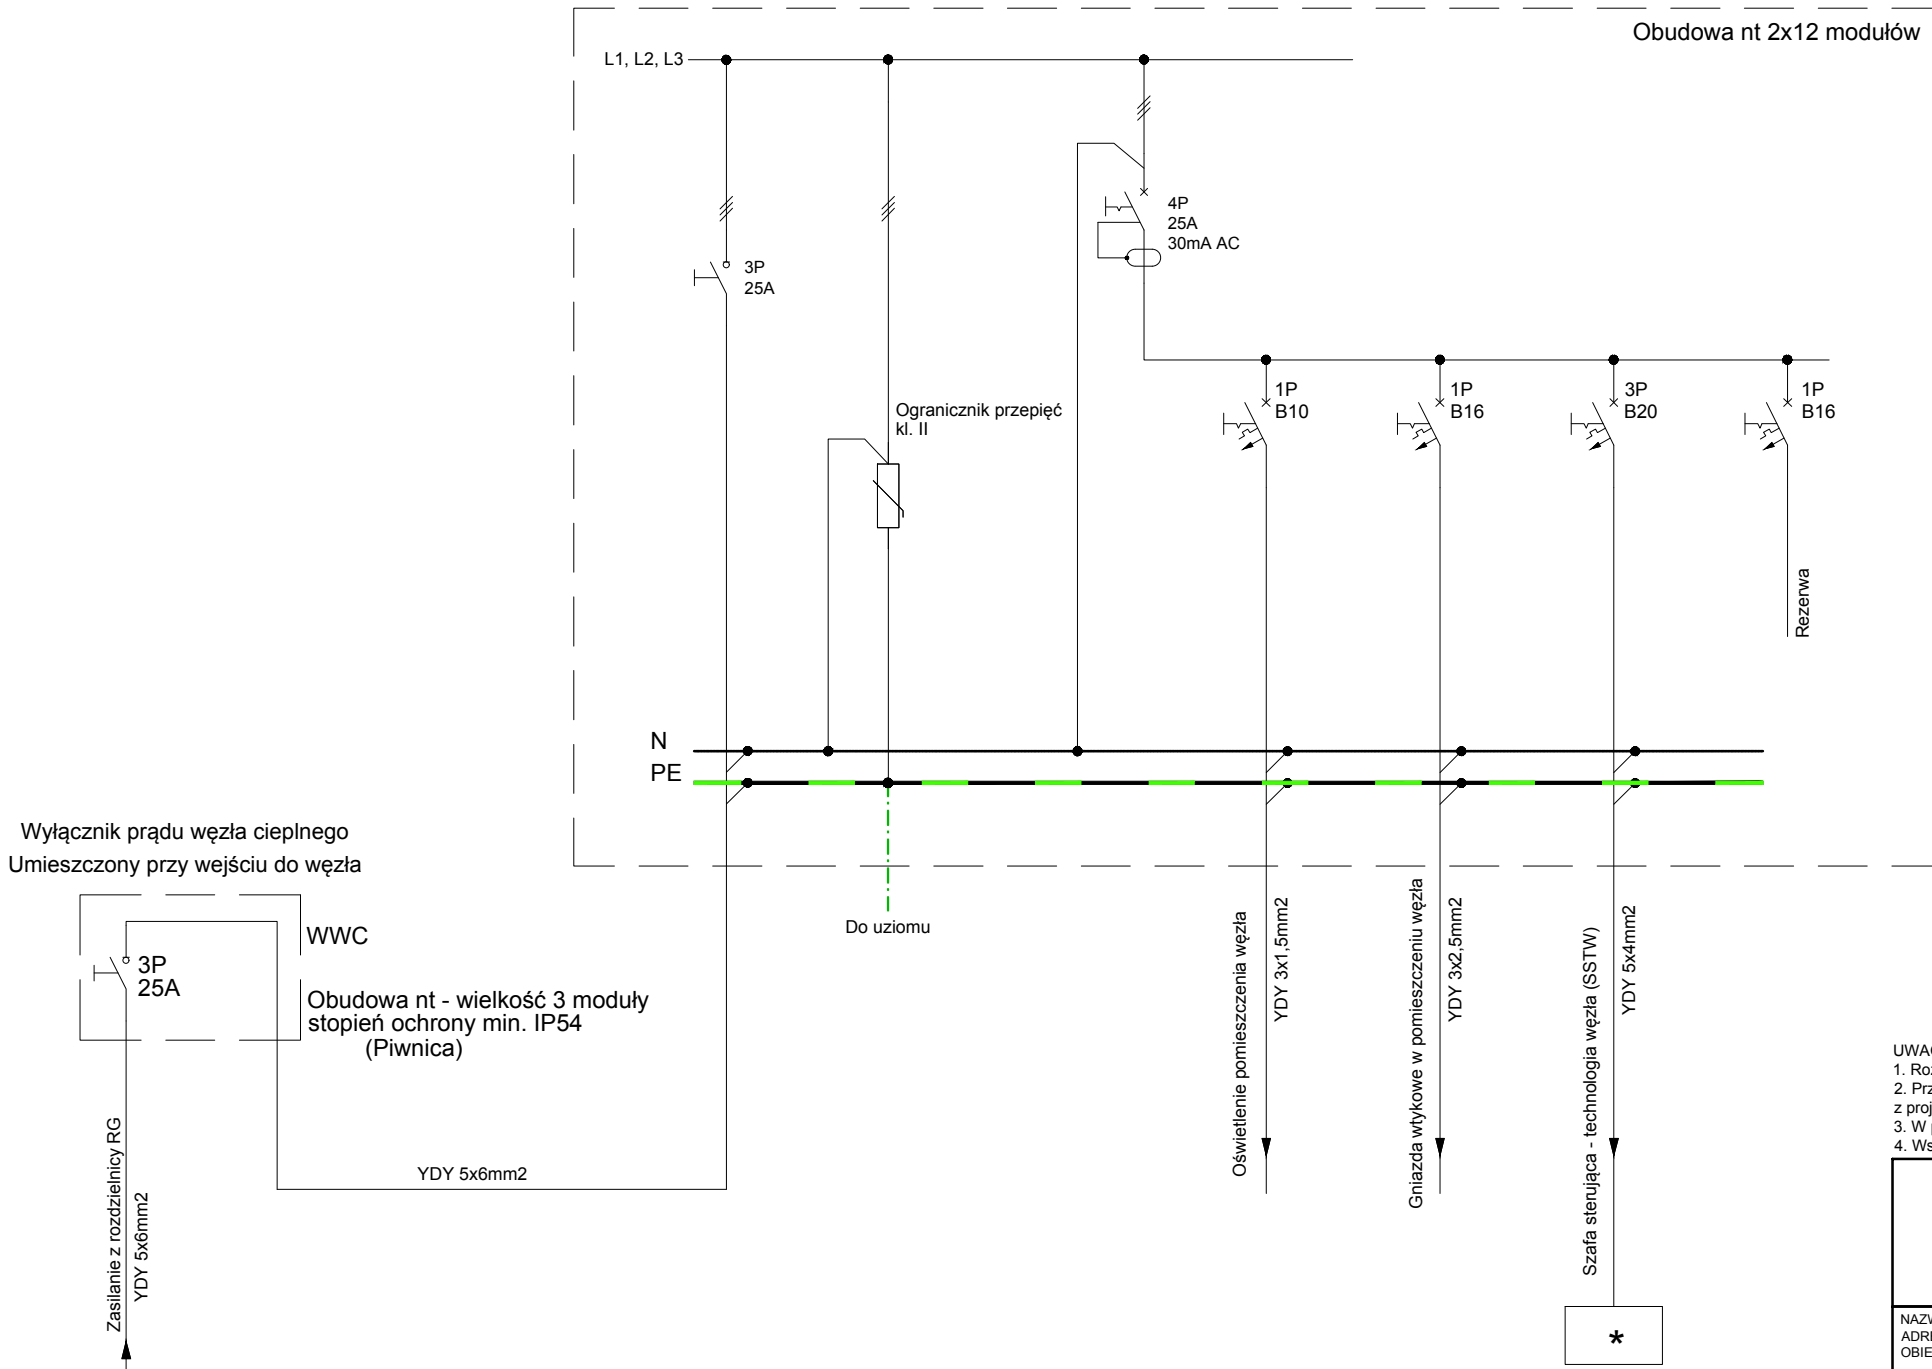 Obudowa nt 2x12 modułów
L1, L2, L3
4P
25A
30mA AC
3P
25A
1P
B10
1P
B16
3P
B20
1P
B16
Ogranicznik przepięć
kl. II
Rezerwa
N
PE
Wyłącznik prądu węzła cieplnego
Umieszczony przy wejściu do węzła
WWC
3P
25A
Obudowa nt - wielkość 3 moduły
stopień ochrony min. IP54
(Piwnica)
Do uziomu
Oświetlenie pomieszczenia węzła
YDY 3x1,5mm2
Gniazda wtykowe w pomieszczeniu węzła
YDY 3x2,5mm2
Szafa sterująca - technologia węzła (SSTW)
YDY 5x4mm2
YDY 5x6mm2
Zasilanie z rozdzielnicy RG
YDY 5x6mm2
*
1.
2.
z
3. W
4.